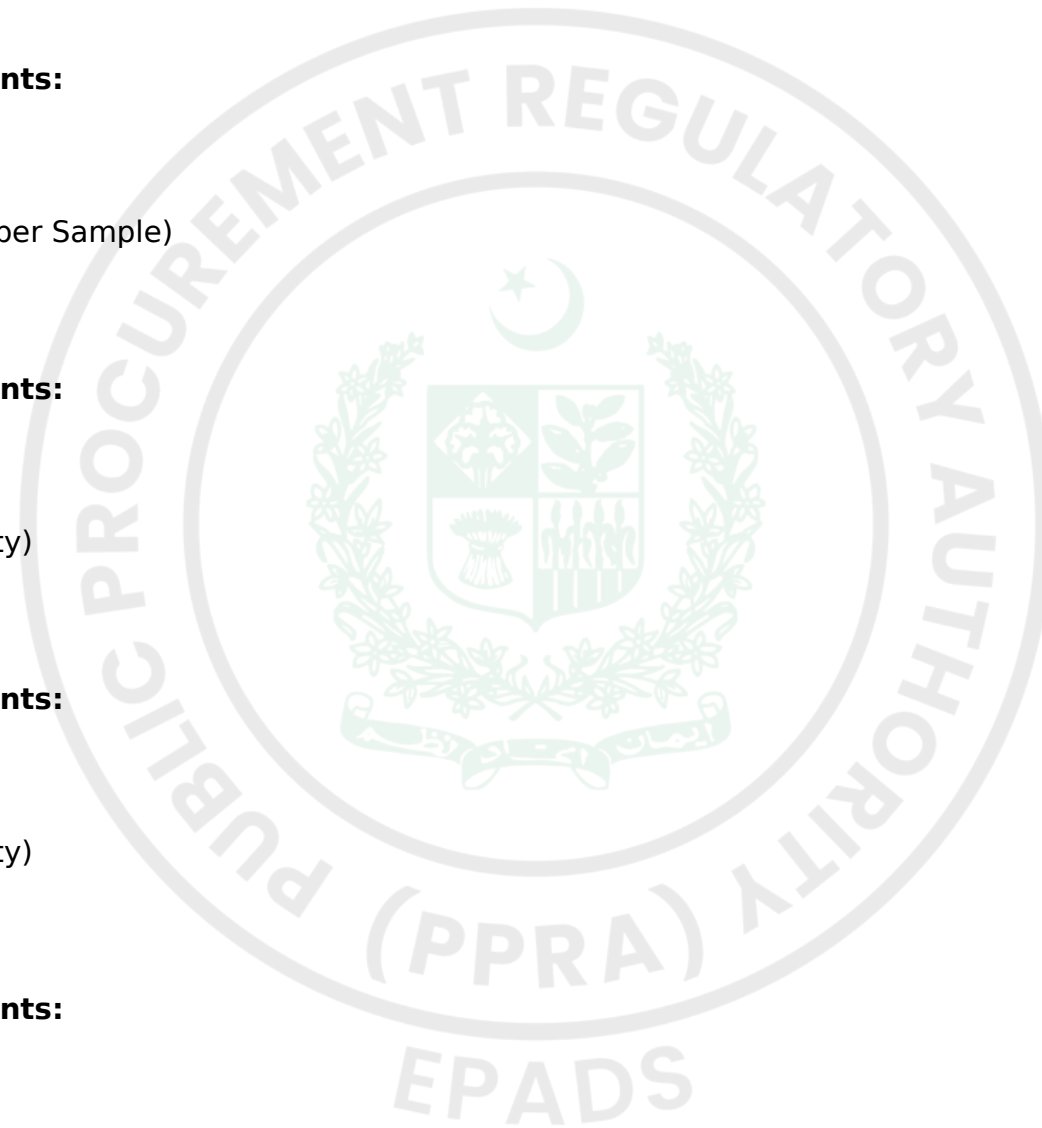 nts:
per Sample)
nts:
ty)
nts:
ty)
nts:
PUBLIC PROCUREMENT REGULATORY AUTHORITY
(PPRA)
EPADS